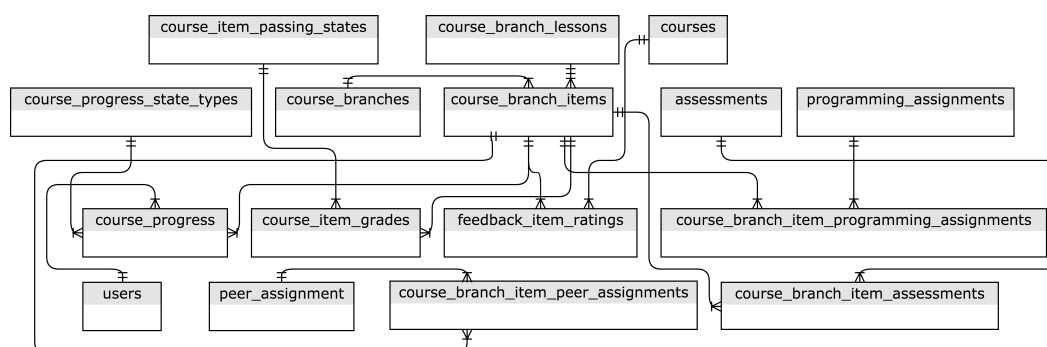 course_item_passing_states
course_branch_lessons
courses
course_progress_state_types
course_branches
course_branch_items
assessments
programming_assignments
course_progress
course_item_grades
feedback_item_ratings
course_branch_item_programming_assignments
users
peer_assignment
course_branch_item_peer_assignments
course_branch_item_assessments